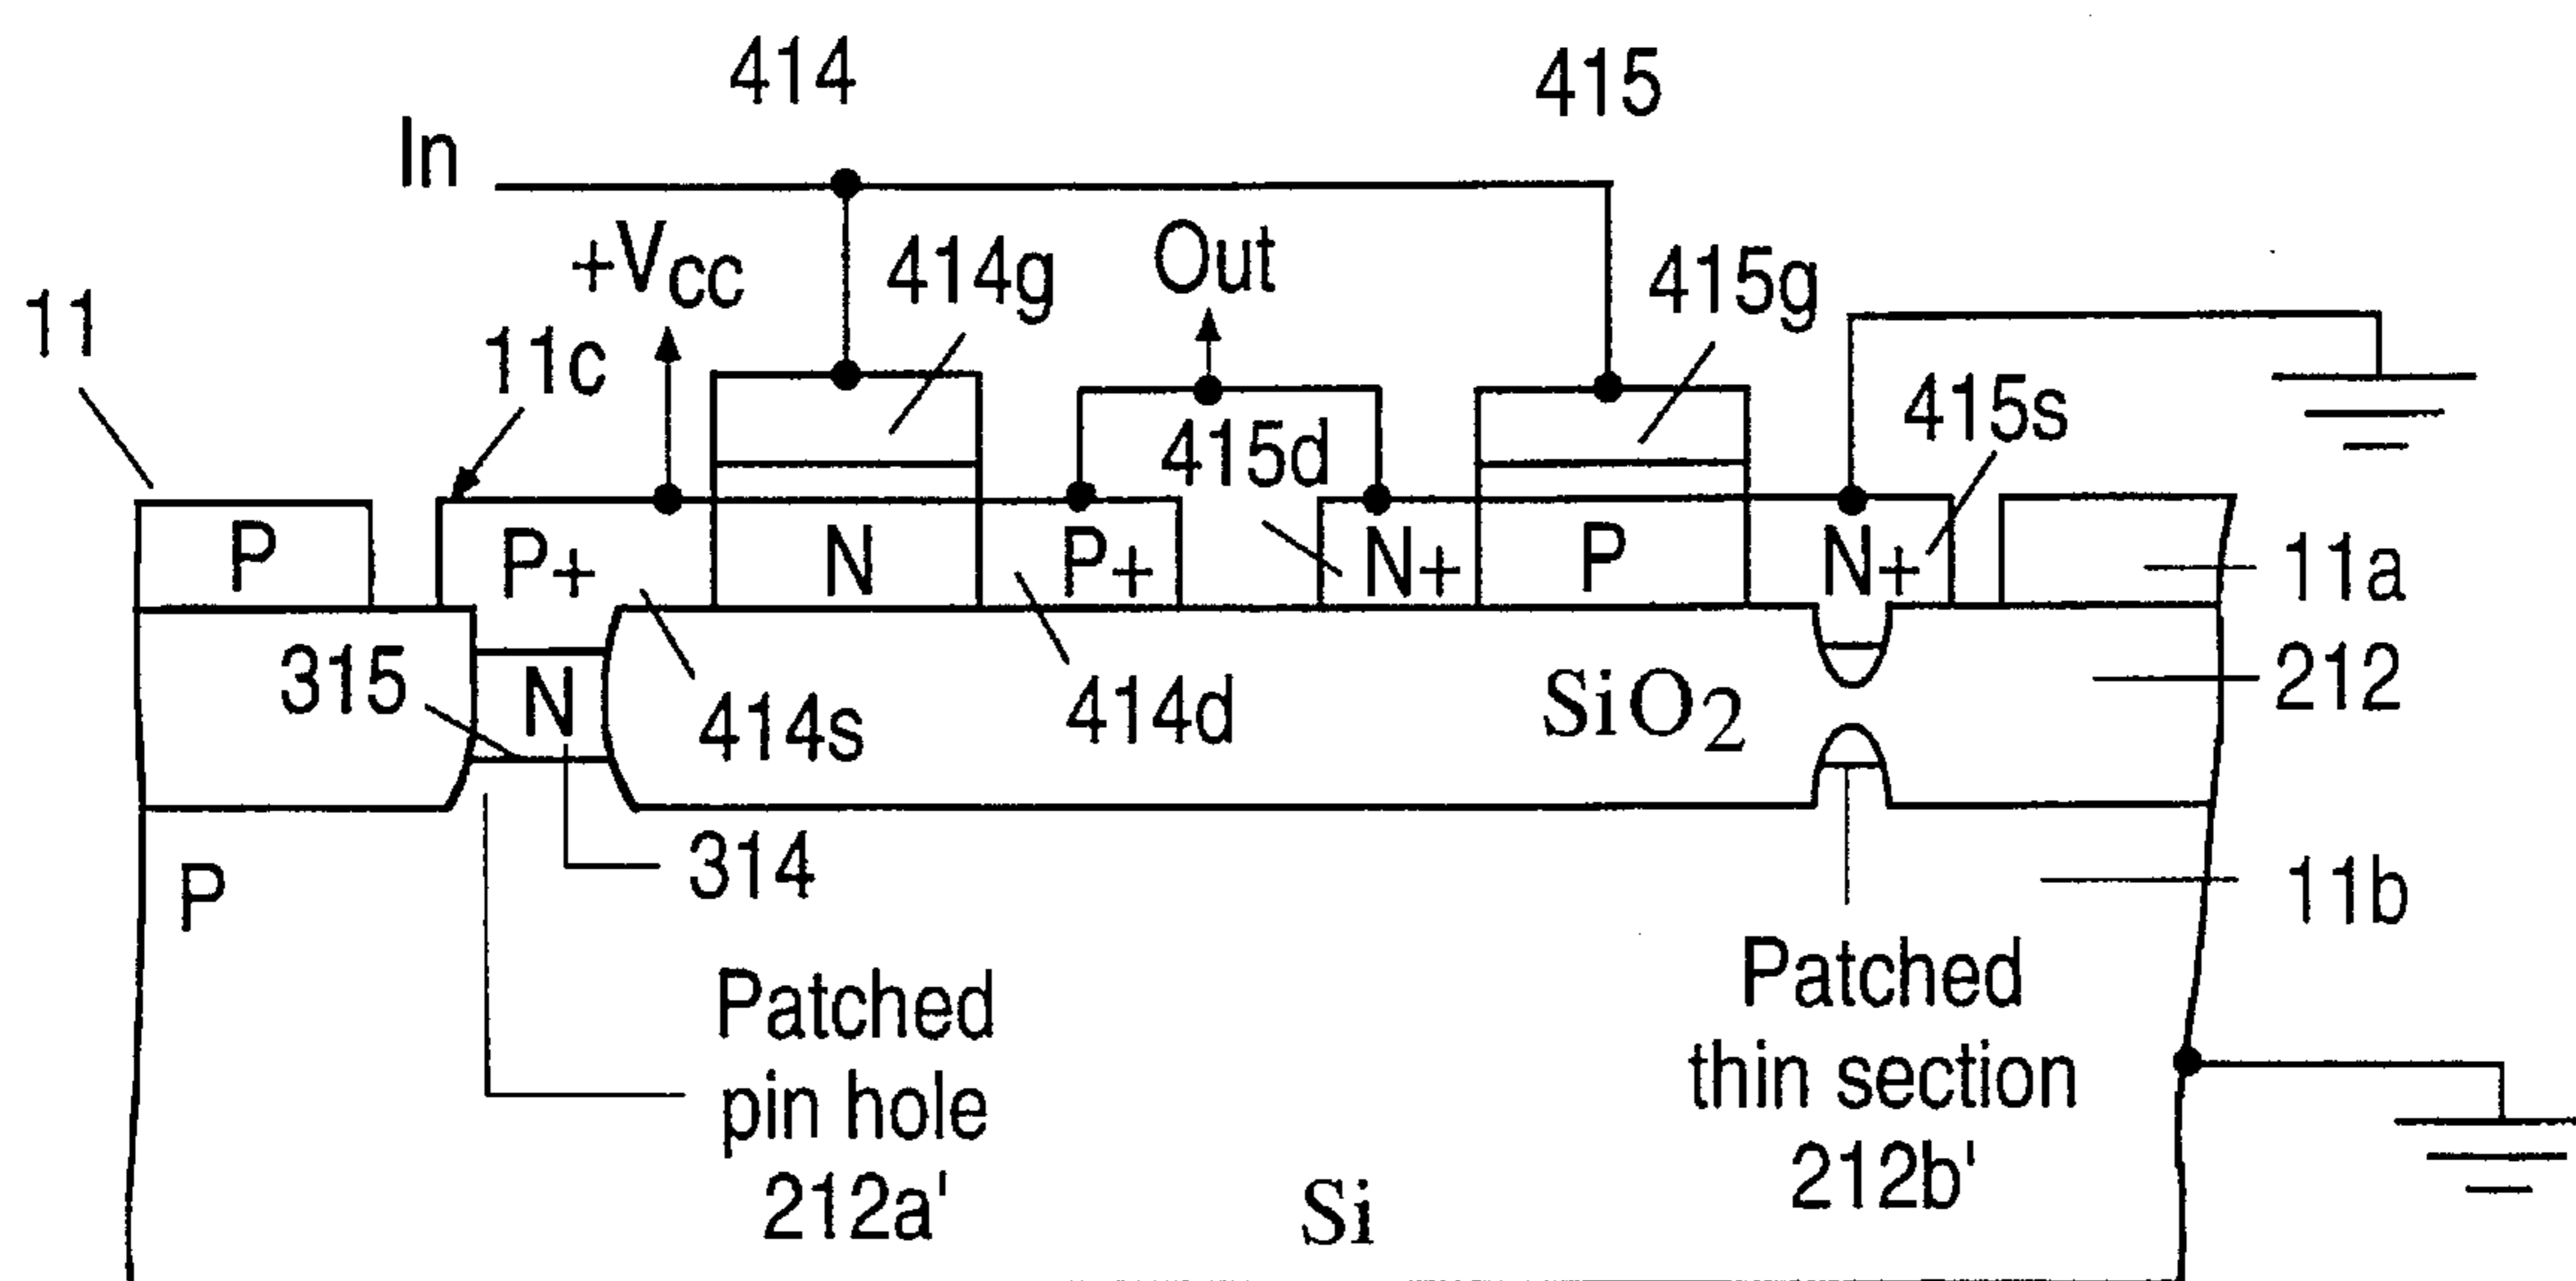 414
415
In
+VCC
414g
Out
415g
11
11c
415d
415s
P
P+
N
P+
N+
P
N+
11a
315
N
414s
414d
SiO2
212
P
314
11b
Patched
pin hole
212a'
Patched
thin section
212b'
Si